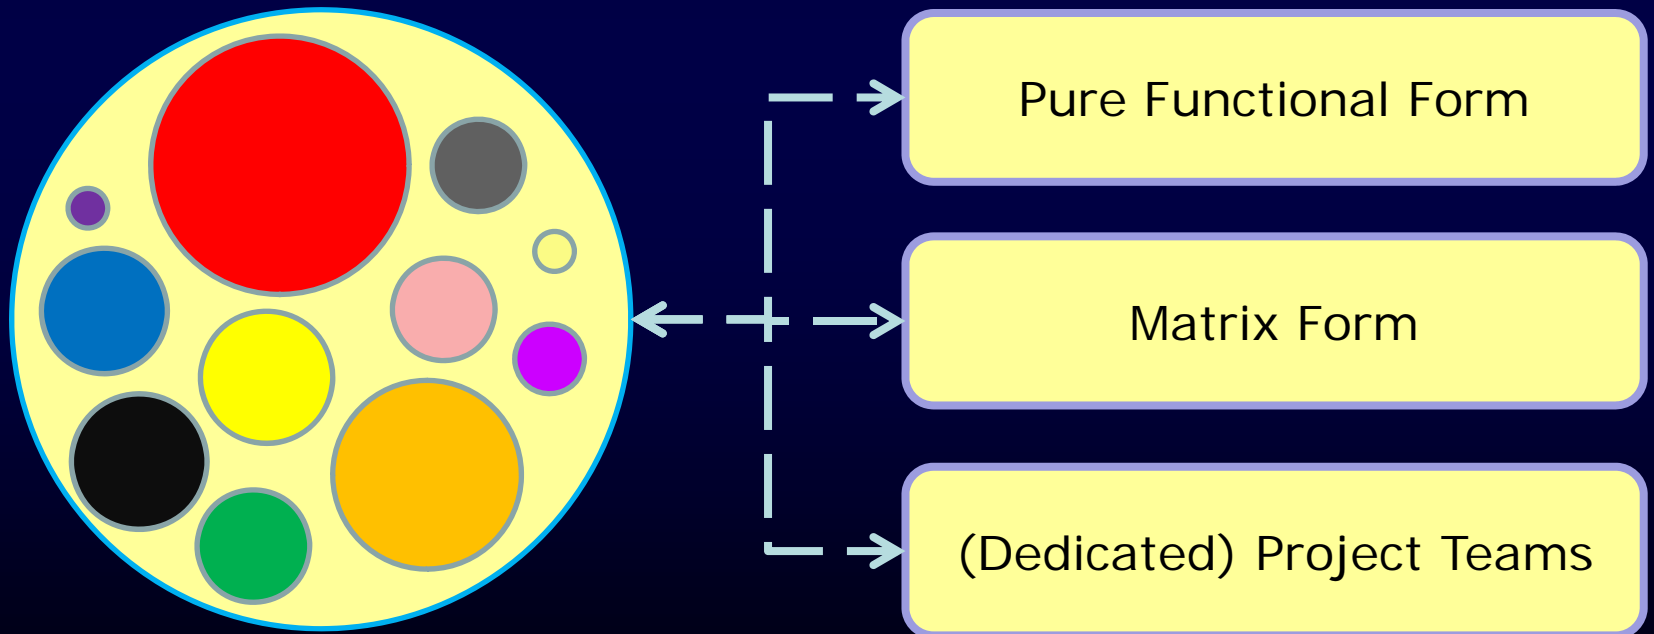 Pure Functional Form
Matrix Form
(Dedicated) Project Teams